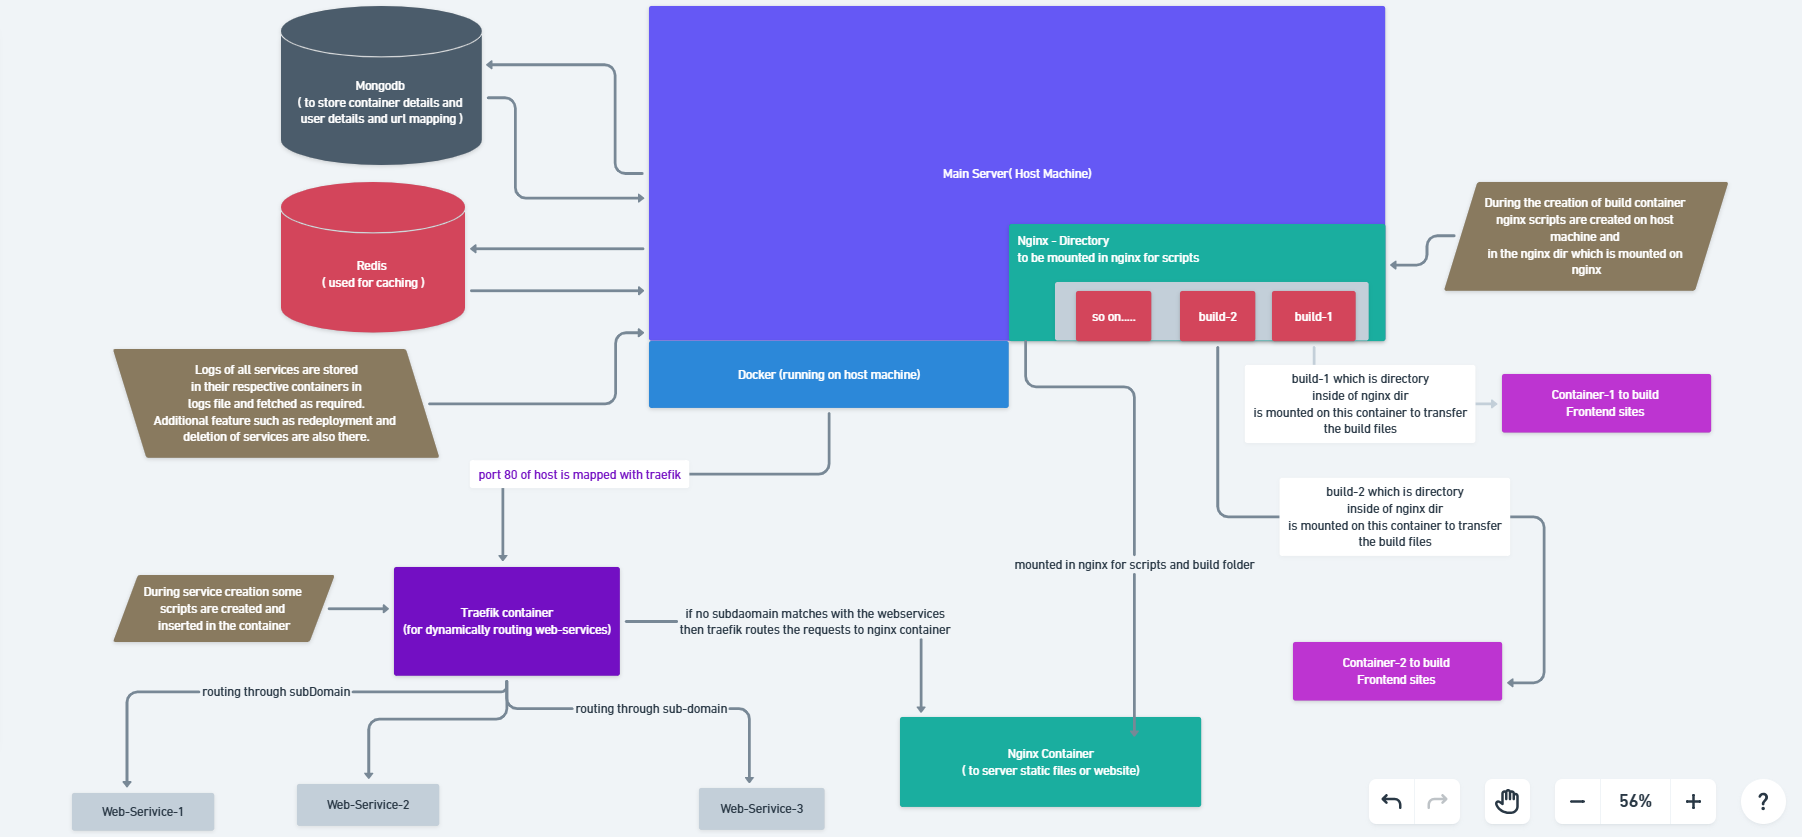 Mongodb
( to store container details and
user details and url mapping )
Redis
( used for caching )
Main Server( Host Machine)
Nginx - Directory
to be mounted in nginx for scripts
so on.....
build-2
build-1
During the creation of build container
nginx scripts are created on host
machine and
in the nginx dir which is mounted on
nginx
Logs of all services are stored
in their respective containers in
logs file and fetched as required.
Additional feature such as redeployment and
deletion of services are also there.
Docker (running on host machine)
build-1 which is directory
inside of nginx dir
is mounted on this container to transfer
the build files
Container-1 to build
Frontend sites
port 80 of host is mapped with traefik
build-2 which is directory
inside of nginx dir
is mounted on this container to transfer
the build files
mounted in nginx for scripts and build folder
During service creation some
scripts are created and
inserted in the container
Traefik container
(for dynamically routing web-services)
if no subdaomain matches with the webservices
then traefik routes the requests to nginx container
Container-2 to build
Frontend sites
routing through subDomain
routing through sub-domain
Nginx Container
( to server static files or website)
Web-Serivice-1
Web-Serivice-2
Web-Serivice-3
56%
?